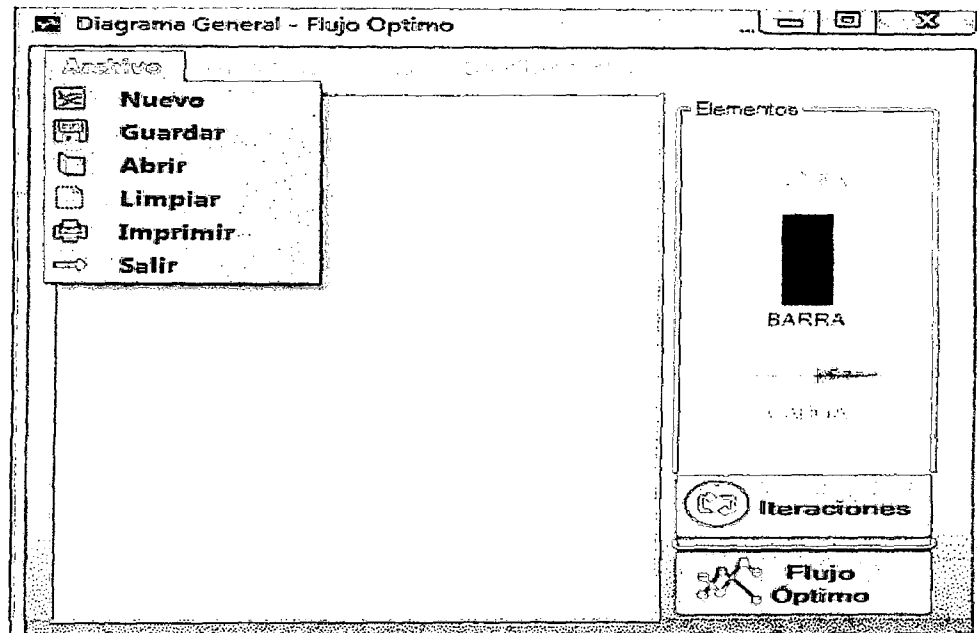 Diagrama General - Flujo Optimo
Archivo
Nuevo
Guardar
Abrir
Limpiar
Imprimir
Salir
Elementos
BARRA
Iteraciones
Flujo
Óptimo